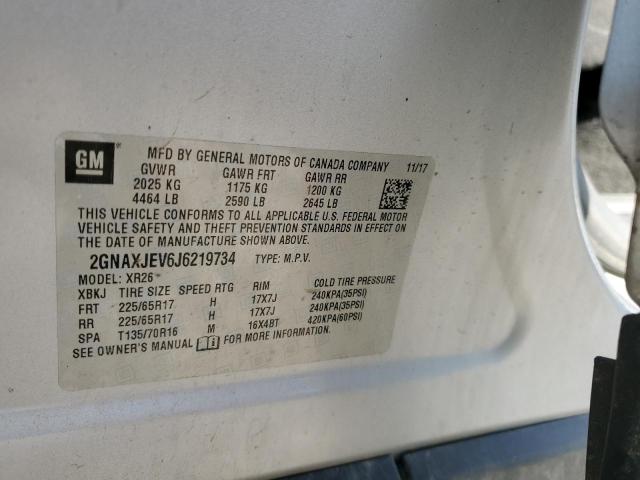 GM
MFD BY GENERAL MOTORS OF CANADA COMPANY 11/17
GVWR GAWR FRT GAWR RR
2025 KG 1175 KG 1200 KG
4464 LB 2590 LB 2645 LB
THIS VEHICLE CONFORMS TO ALL APPLICABLE U.S. FEDERAL MOTOR
VEHICLE SAFETY AND THEFT PREVENTION STANDARDS IN EFFECT ON
THE DATE OF MANUFACTURE SHOWN ABOVE.
2GNAXJEV6J6219734 TYPE: M.P.V.
MODEL: XR26
XBKJ TIRE SIZE SPEED RTG RIM COLD TIRE PRESSURE
FRT 225/65R17 H 17X7J 240KPA(35PSI)
RR 225/65R17 H 17X7J 240KPA(35PSI)
SPA T135/70R16 M 16X4BT 420KPA(60PSI)
SEE OWNER'S MANUAL FOR MORE INFORMATION.